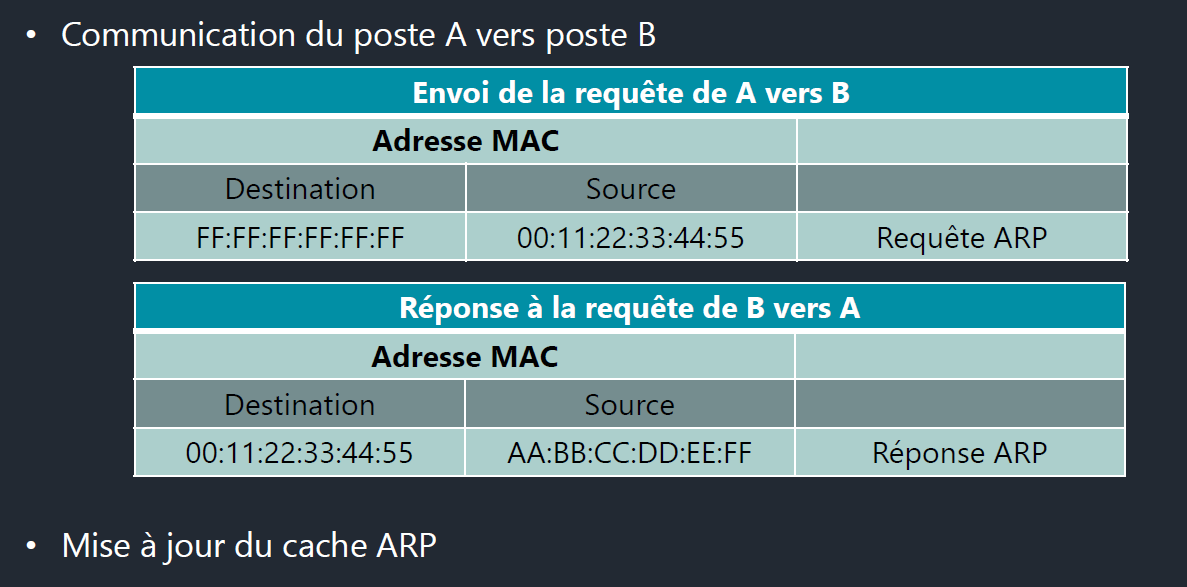 • Communication du poste A vers poste B
Envoi de la requête de A vers B
Adresse MAC
Destination Source
FF:FF:FF:FF:FF:FF 00:11:22:33:44:55 Requête ARP
Réponse à la requête de B vers A
Adresse MAC
Destination Source
00:11:22:33:44:55 AA:BB:CC:DD:EE:FF Réponse ARP
• Mise à jour du cache ARP